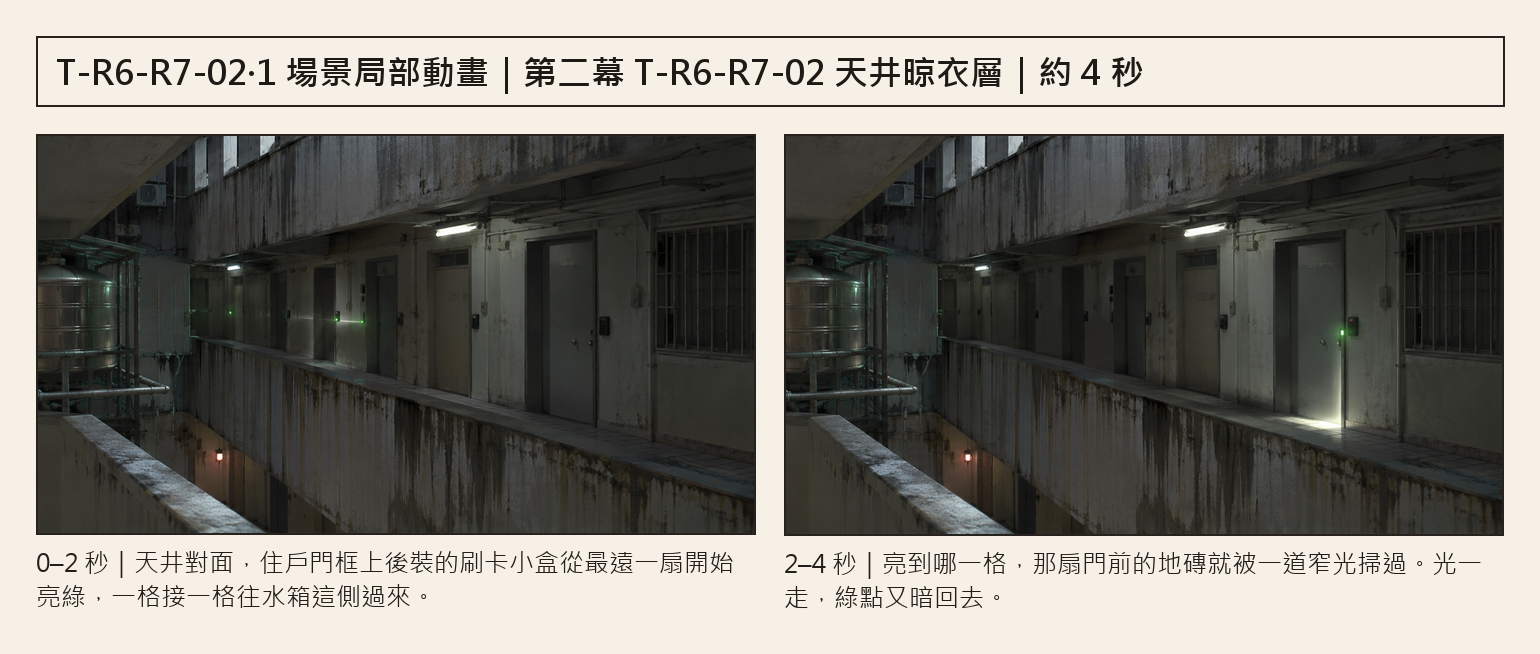 T-R6-R7-02·1 場景局部動畫｜第二幕 T-R6-R7-02 天井晾衣層｜約 4 秒
0–2 秒｜天井對面，住戶門框上後裝的刷卡小盒從最遠一扇開始
亮綠，一格接一格往水箱這側過來。
2–4 秒｜亮到哪一格，那扇門前的地磚就被一道窄光掃過。光一
走，綠點又暗回去。